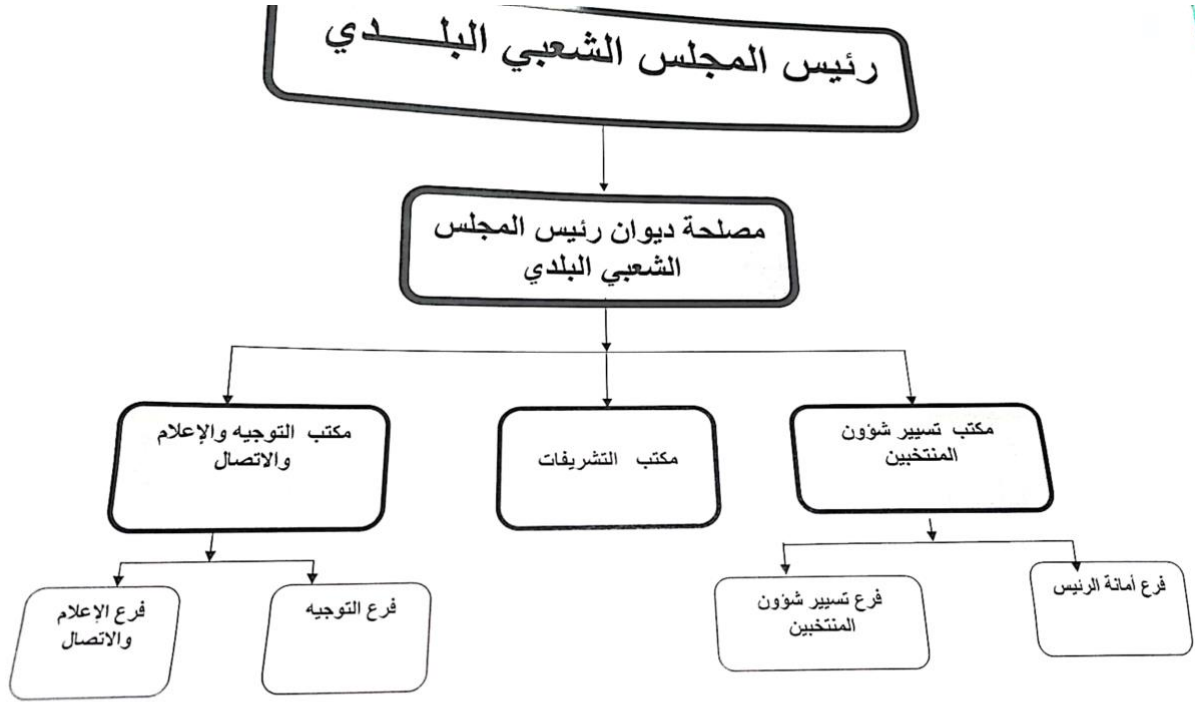 رئيس المجلس الشعبي البلـــــدي
مصلحة ديوان رئيس المجلس
الشعبي البلدي
مكتب تسيير شؤون
المنتخبين
مكتب التشريفات
مكتب التوجيه والإعلام
والاتصال
فرع أمانة الرئيس
فرع تسيير شؤون
المنتخبين
فرع التوجيه
فرع الإعلام
والاتصال